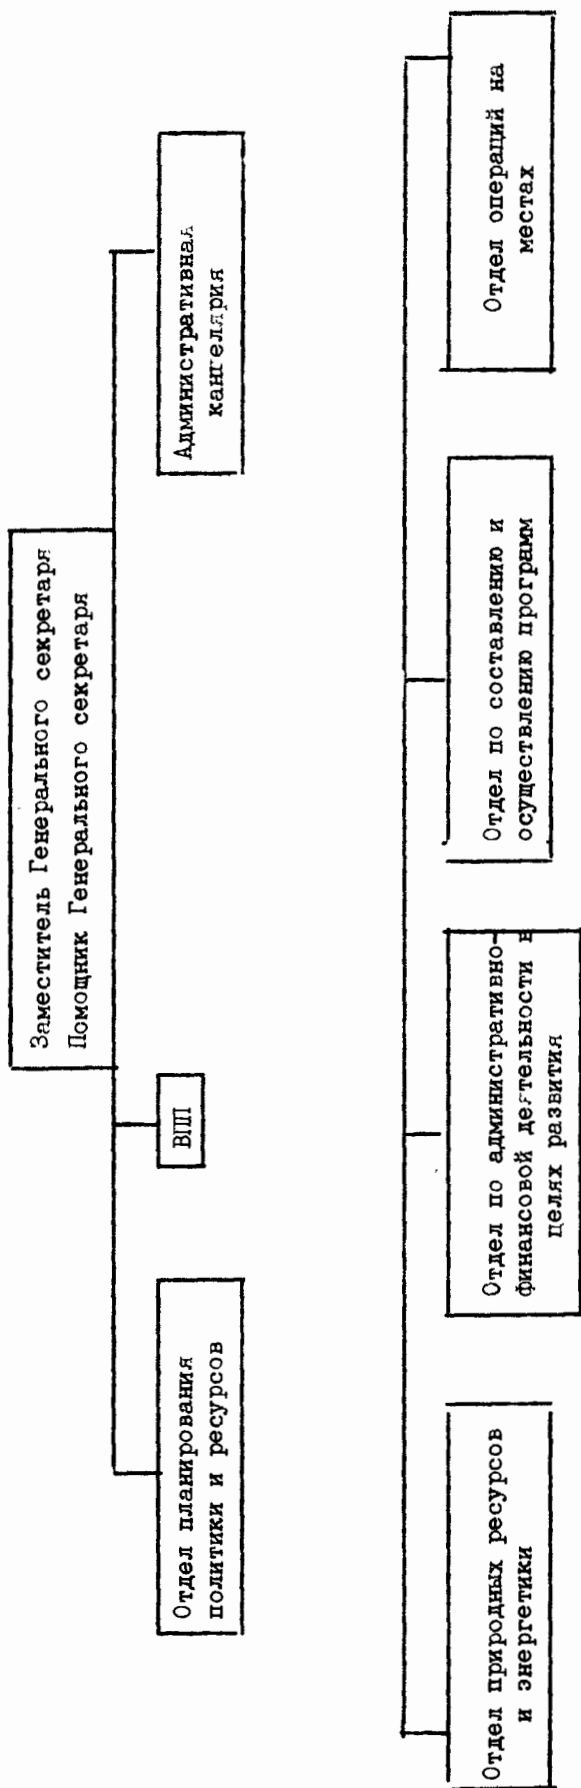 Заместитель Генерального секретаря
Помощник Генерального секретаря
Отдел планирования
политики и ресурсов
ВПП
Административная
канцелярия
Отдел природных ресурсов
и энергетики
Отдел по административно-
финансовой деятельности в
целях развития
Отдел по составлению и
осуществлению программ
Отдел операций на
местах